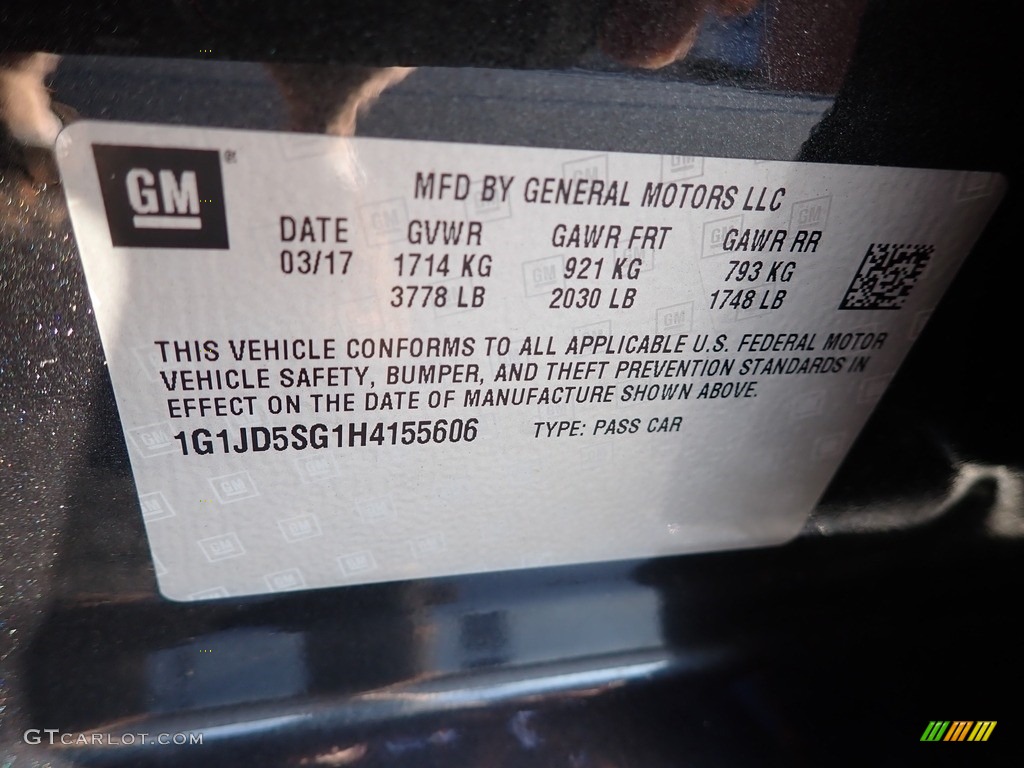 GM®
MFD BY GENERAL MOTORS LLC
DATE GVWR GAWR FRT GAWR RR
03/17 1714 KG 921 KG 793 KG
3778 LB 2030 LB 1748 LB
THIS VEHICLE CONFORMS TO ALL APPLICABLE U.S. FEDERAL MOTOR
VEHICLE SAFETY, BUMPER, AND THEFT PREVENTION STANDARDS IN
EFFECT ON THE DATE OF MANUFACTURE SHOWN ABOVE.
1G1JD5SG1H4155606 TYPE: PASS CAR
GTCARLOT.COM